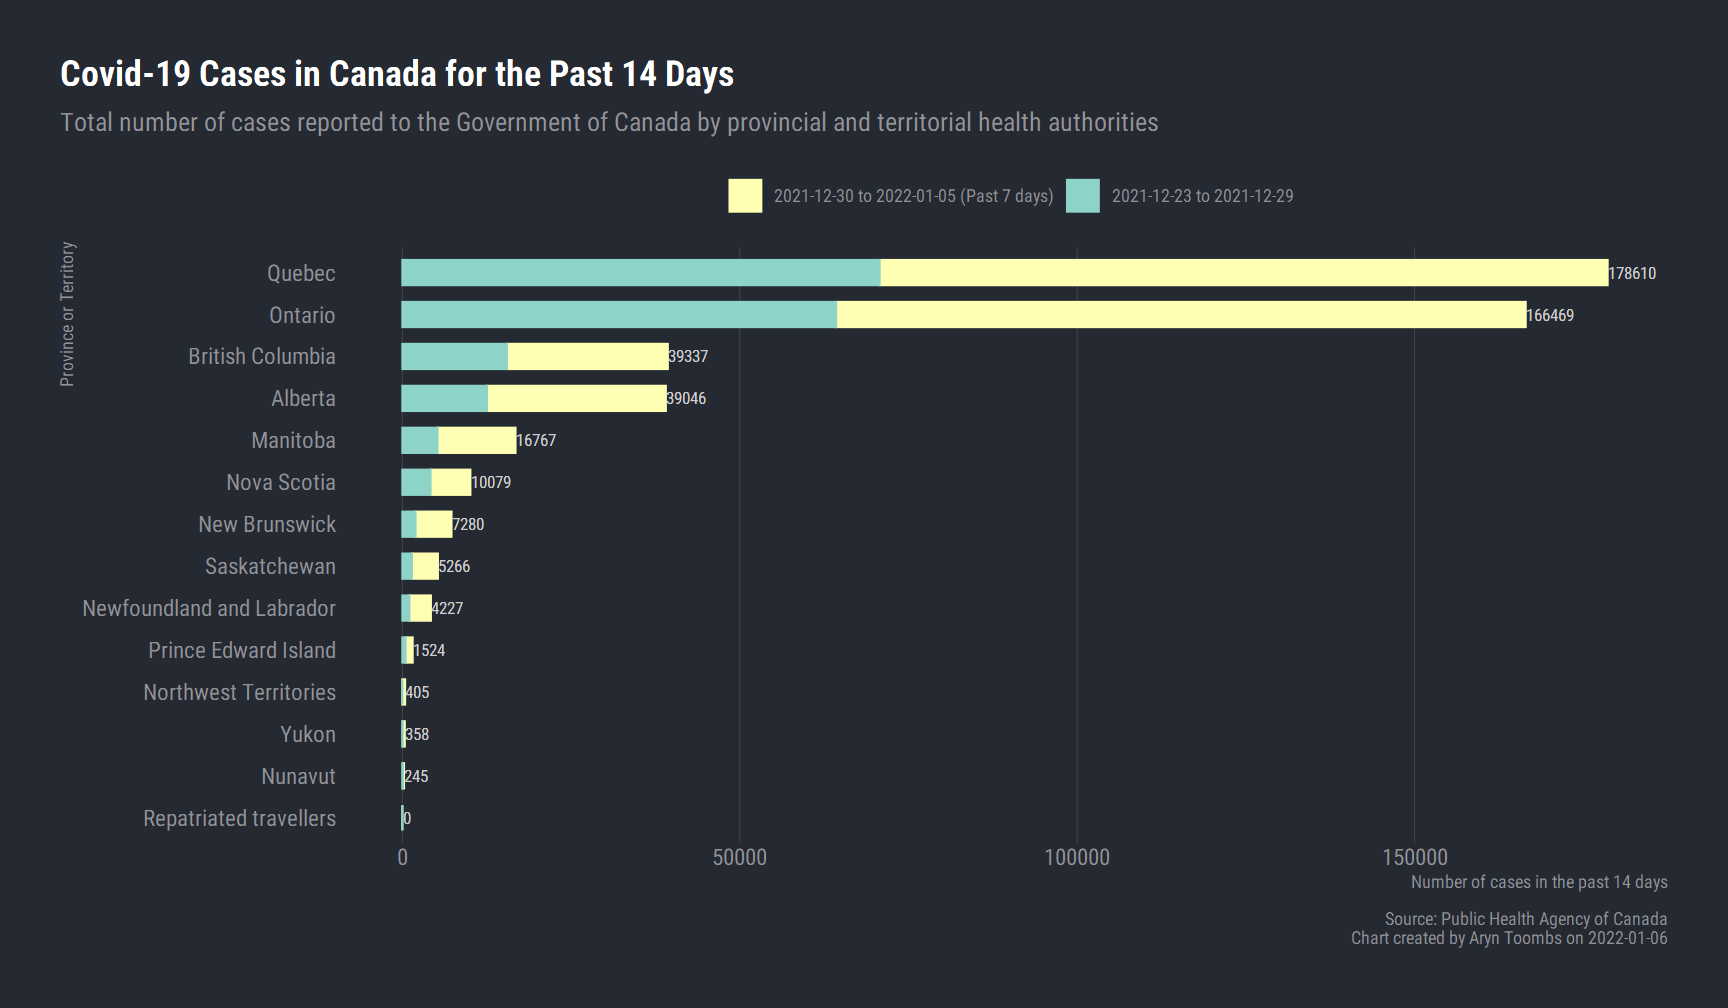 Covid-19 Cases in Canada for the Past 14 Days
Total number of cases reported to the Government of Canada by provincial and territorial health authorities
2021-12-30 to 2022-01-05 (Past 7 days)
2021-12-23 to 2021-12-29
Province or Territory
Quebec 178610
Ontario 166469
British Columbia 39337
Alberta 39046
Manitoba 16767
Nova Scotia 10079
New Brunswick 7280
Saskatchewan 5266
Newfoundland and Labrador 4227
Prince Edward Island 1524
Northwest Territories 405
Yukon 358
Nunavut 245
Repatriated travellers 0
0 50000 100000 150000
Number of cases in the past 14 days
Source: Public Health Agency of Canada
Chart created by Aryn Toombs on 2022-01-06